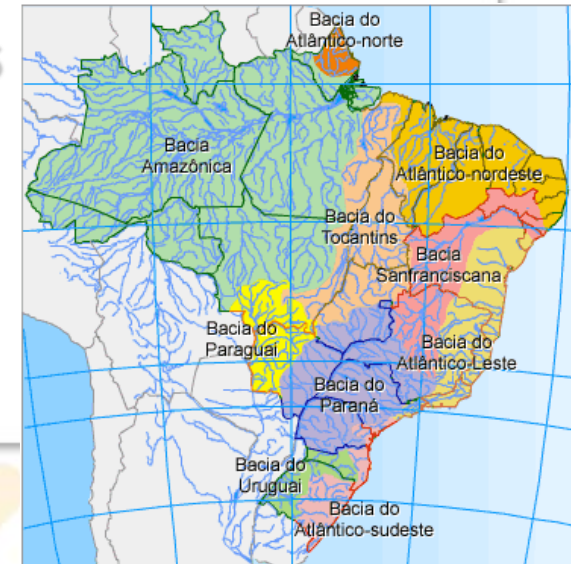 Bacia do
Atlântico-norte
Bacia
Amazônica
Bacia do
Atlântico-nordeste
Bacia do
Tocantins
Bacia
Sanfranciscana
Bacia do
Paraguai
Bacia do
Atlântico-Leste
Bacia do
Paraná
Bacia do
Uruguai
Bacia do
Atlântico-sudeste